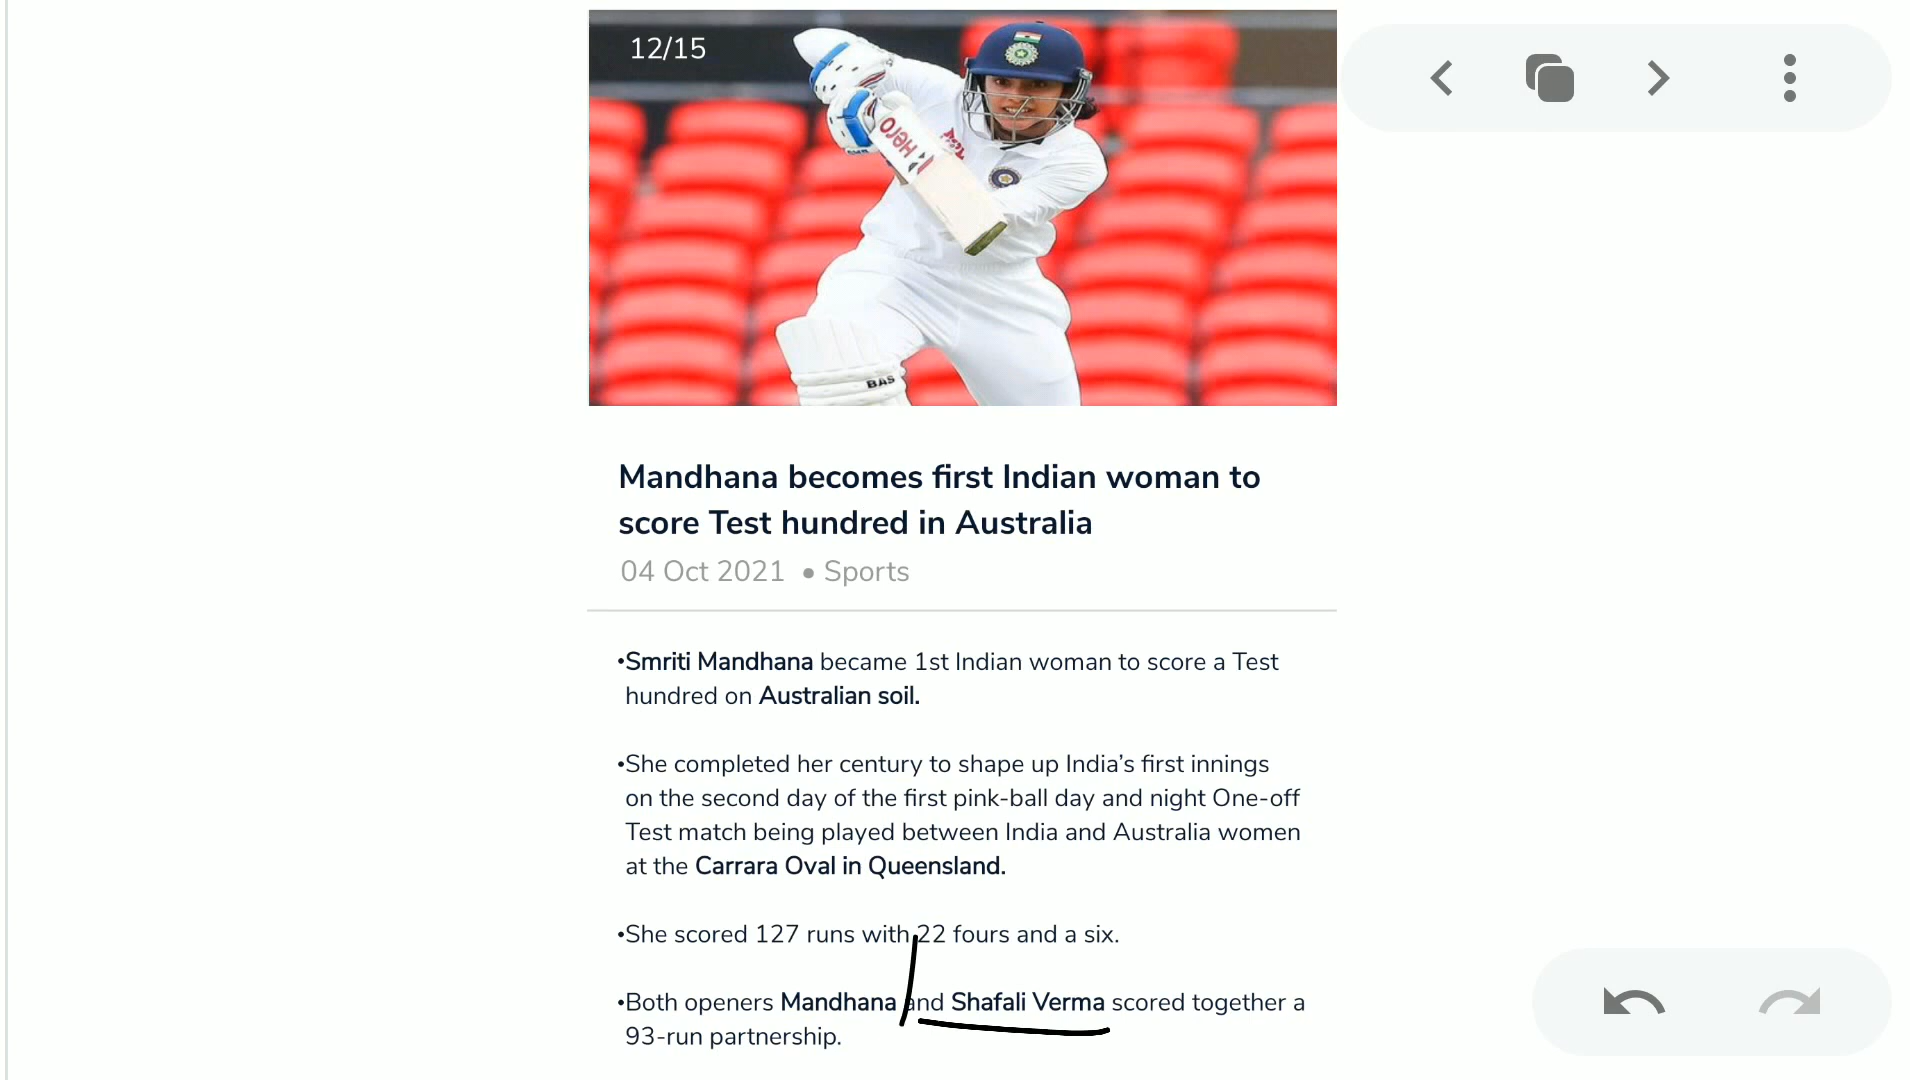 12/15
Hero
BAS
Mandhana becomes first Indian woman to
score Test hundred in Australia
04 Oct 2021 • Sports
•Smriti Mandhana became 1st Indian woman to score a Test
hundred on Australian soil.
•She completed her century to shape up India’s first innings
on the second day of the first pink-ball day and night One-off
Test match being played between India and Australia women
at the Carrara Oval in Queensland.
•She scored 127 runs with 22 fours and a six.
•Both openers Mandhana and Shafali Verma scored together a
93-run partnership.